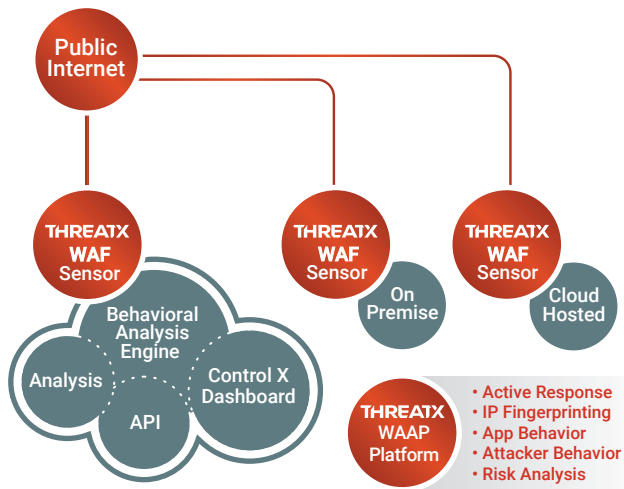 Public
Internet
THREATX
WAF
Sensor
THREATX
WAF
Sensor
THREATX
WAF
Sensor
On
Premise
Cloud
Hosted
Behavioral
Analysis
Engine
Analysis
API
Control X
Dashboard
THREATX
WAAP
Platform
• Active Response
• IP Fingerprinting
• App Behavior
• Attacker Behavior
• Risk Analysis